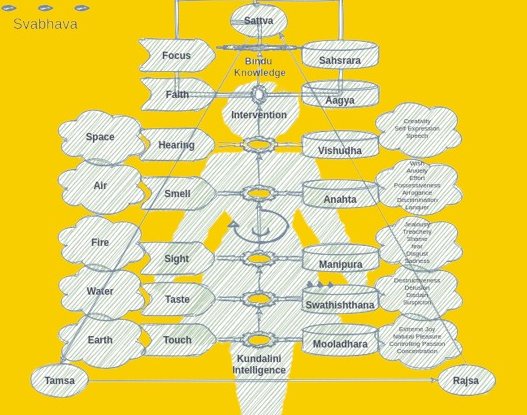 Svabhava
Sattva
Focus
Bindu
Knowledge
Sahsrara
Faith
Aagya
Intervention
Space
Hearing
Vishudha
Creativity
Self Expression
Speech
Air
Smell
Anahta
Wish
Anxiety
Effort
Possessiveness
Arrogance
Discrimination
Languer
Fire
Sight
Manipura
Jealousy
Treachery
Shame
fear
Disgust
Sadness
Water
Taste
Swathishthana
Destructiveness
Delusion
Disdain
Suspicion
Earth
Touch
Mooladhara
Extreme Joy
Natural Pleasure
Controlling Passion
Concentration
Kundalini
Intelligence
Tamsa
Rajsa